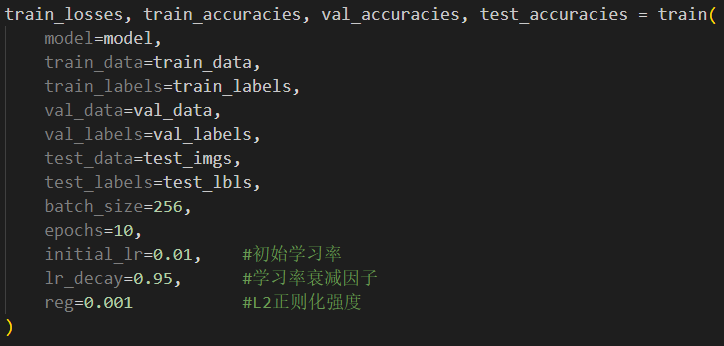 train_losses, train_accuracies, val_accuracies, test_accuracies = train(
    model=model,
    train_data=train_data,
    train_labels=train_labels,
    val_data=val_data,
    val_labels=val_labels,
    test_data=test_imgs,
    test_labels=test_lbls,
    batch_size=256,
    epochs=10,
    initial_lr=0.01,    #初始学习率
    lr_decay=0.95,      #学习率衰减因子
    reg=0.001           #L2正则化强度
)